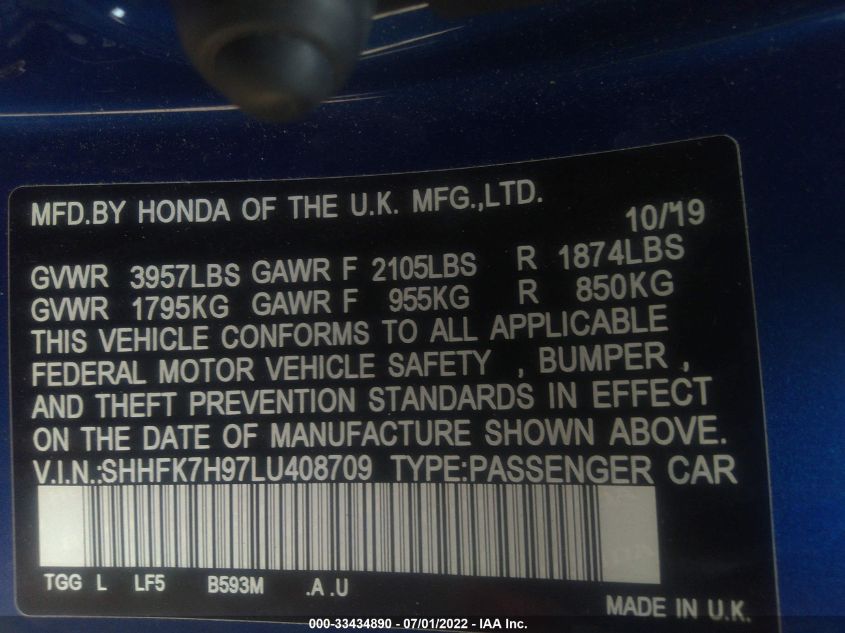 MFD.BY HONDA OF THE U.K. MFG.,LTD. 10/19
GVWR 3957LBS GAWR F 2105LBS R 1874LBS
GVWR 1795KG GAWR F 955KG R 850KG
THIS VEHICLE CONFORMS TO ALL APPLICABLE
FEDERAL MOTOR VEHICLE SAFETY , BUMPER ,
AND THEFT PREVENTION STANDARDS IN EFFECT
ON THE DATE OF MANUFACTURE SHOWN ABOVE.
V.I.N.:SHHFK7H97LU408709 TYPE:PASSENGER CAR
TGG L LF5 B593M .A .U
MADE IN U.K.
000-33434890 - 07/01/2022 - IAA Inc.